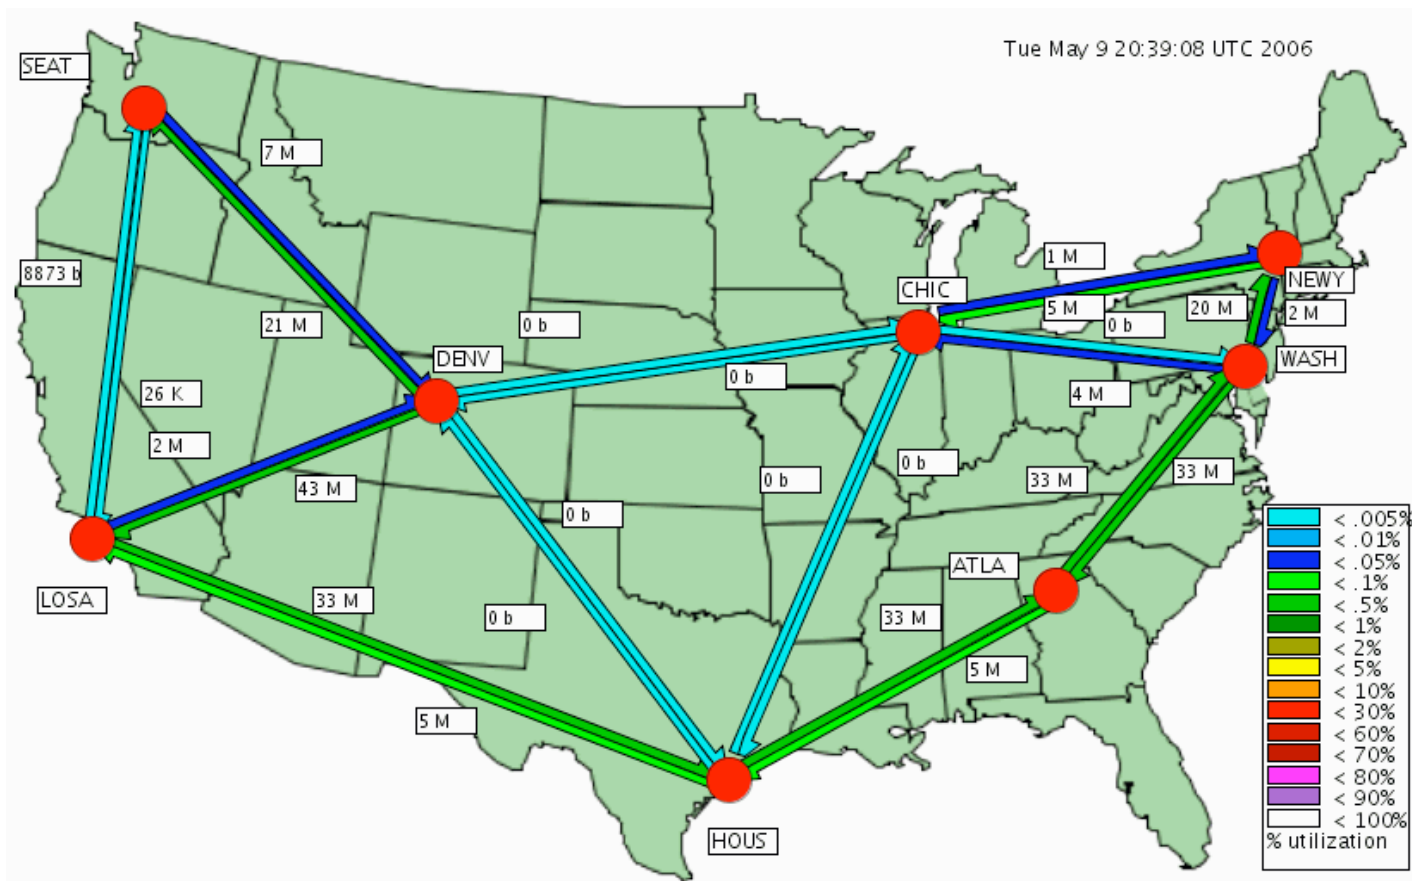 Tue May 9 20:39:08 UTC 2006
SEAT
7 M
1 M
8873 b
CHIC
NEWY
5 M
20 M
2 M
21 M
0 b
0 b
DENV
WASH
0 b
26 K
4 M
2 M
0 b
0 b
33 M
33 M
43 M
0 b
ATLA
LOSA
33 M
0 b
33 M
5 M
5 M
HOUS
< .005%
< .01%
< .05%
< .1%
< .5%
< 1%
< 2%
< 5%
< 10%
< 30%
< 60%
< 70%
< 80%
< 90%
< 100%
% utilization